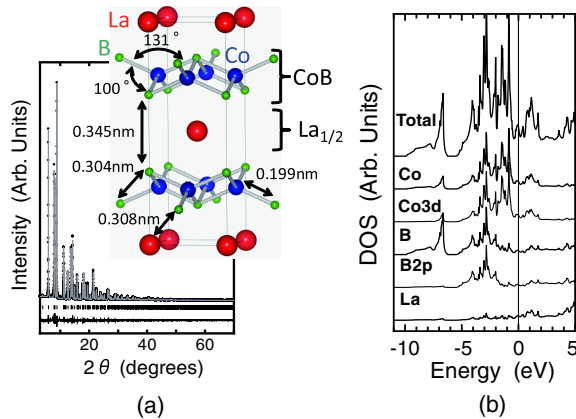 La
B
131°
Co
100°
CoB
La1/2
0.345nm
0.304nm
0.199nm
0.308nm
Intensity (Arb. Units)
0 20 40 60
2θ (degrees)
(a)
DOS (Arb. Units)
Total
Co
Co3d
B
B2p
La
-10 -5 0 5
Energy (eV)
(b)